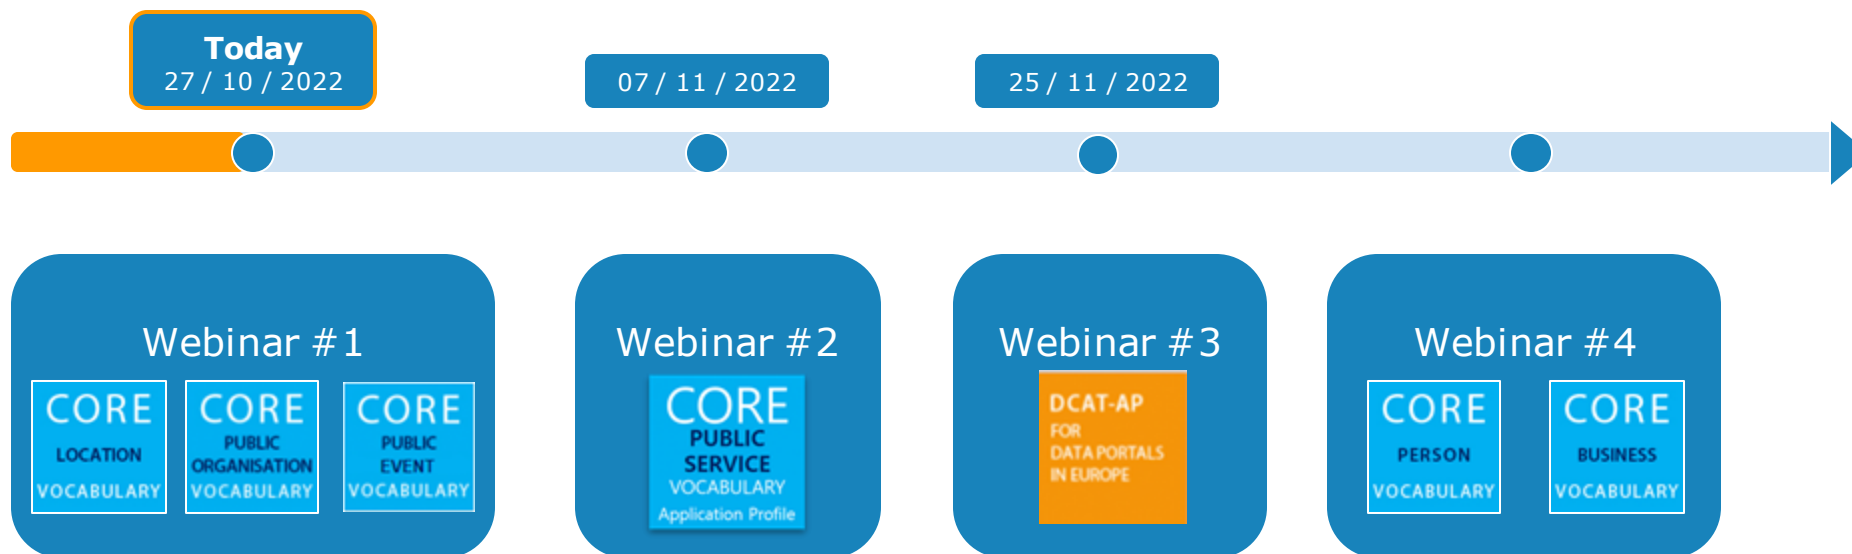 Today
27 / 10 / 2022
07 / 11 / 2022
25 / 11 / 2022
Webinar #1
CORE
LOCATION
VOCABULARY
CORE
PUBLIC
ORGANISATION
VOCABULARY
CORE
PUBLIC
EVENT
VOCABULARY
Webinar #2
CORE
PUBLIC
SERVICE
VOCABULARY
Application Profile
Webinar #3
DCAT-AP
FOR
DATA PORTALS
IN EUROPE
Webinar #4
CORE
PERSON
VOCABULARY
CORE
BUSINESS
VOCABULARY